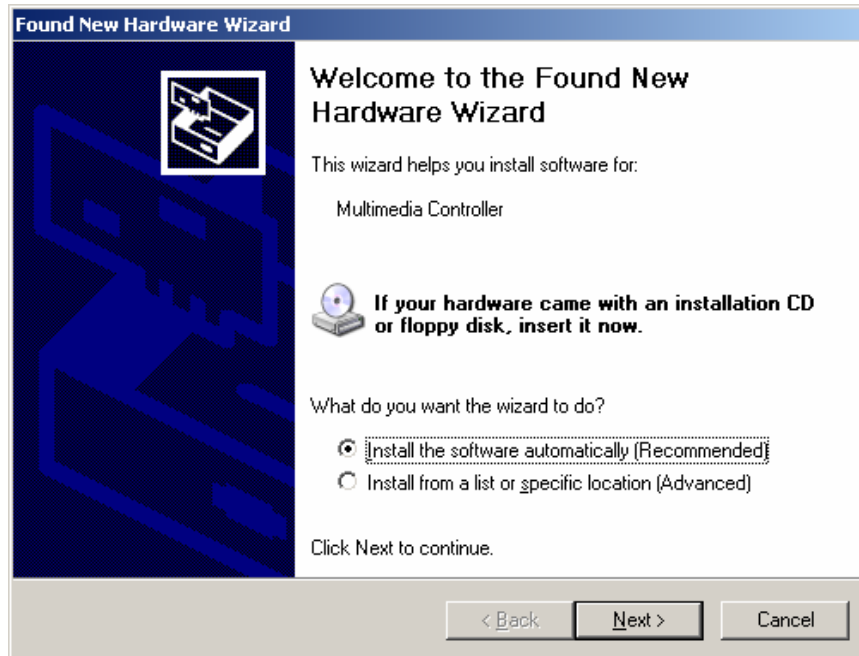 Found New Hardware Wizard
Welcome to the Found New
Hardware Wizard
This wizard helps you install software for:
Multimedia Controller
If your hardware came with an installation CD
or floppy disk, insert it now.
What do you want the wizard to do?
Install the software automatically (Recommended)
Install from a list or specific location (Advanced)
Click Next to continue.
< Back Next > Cancel